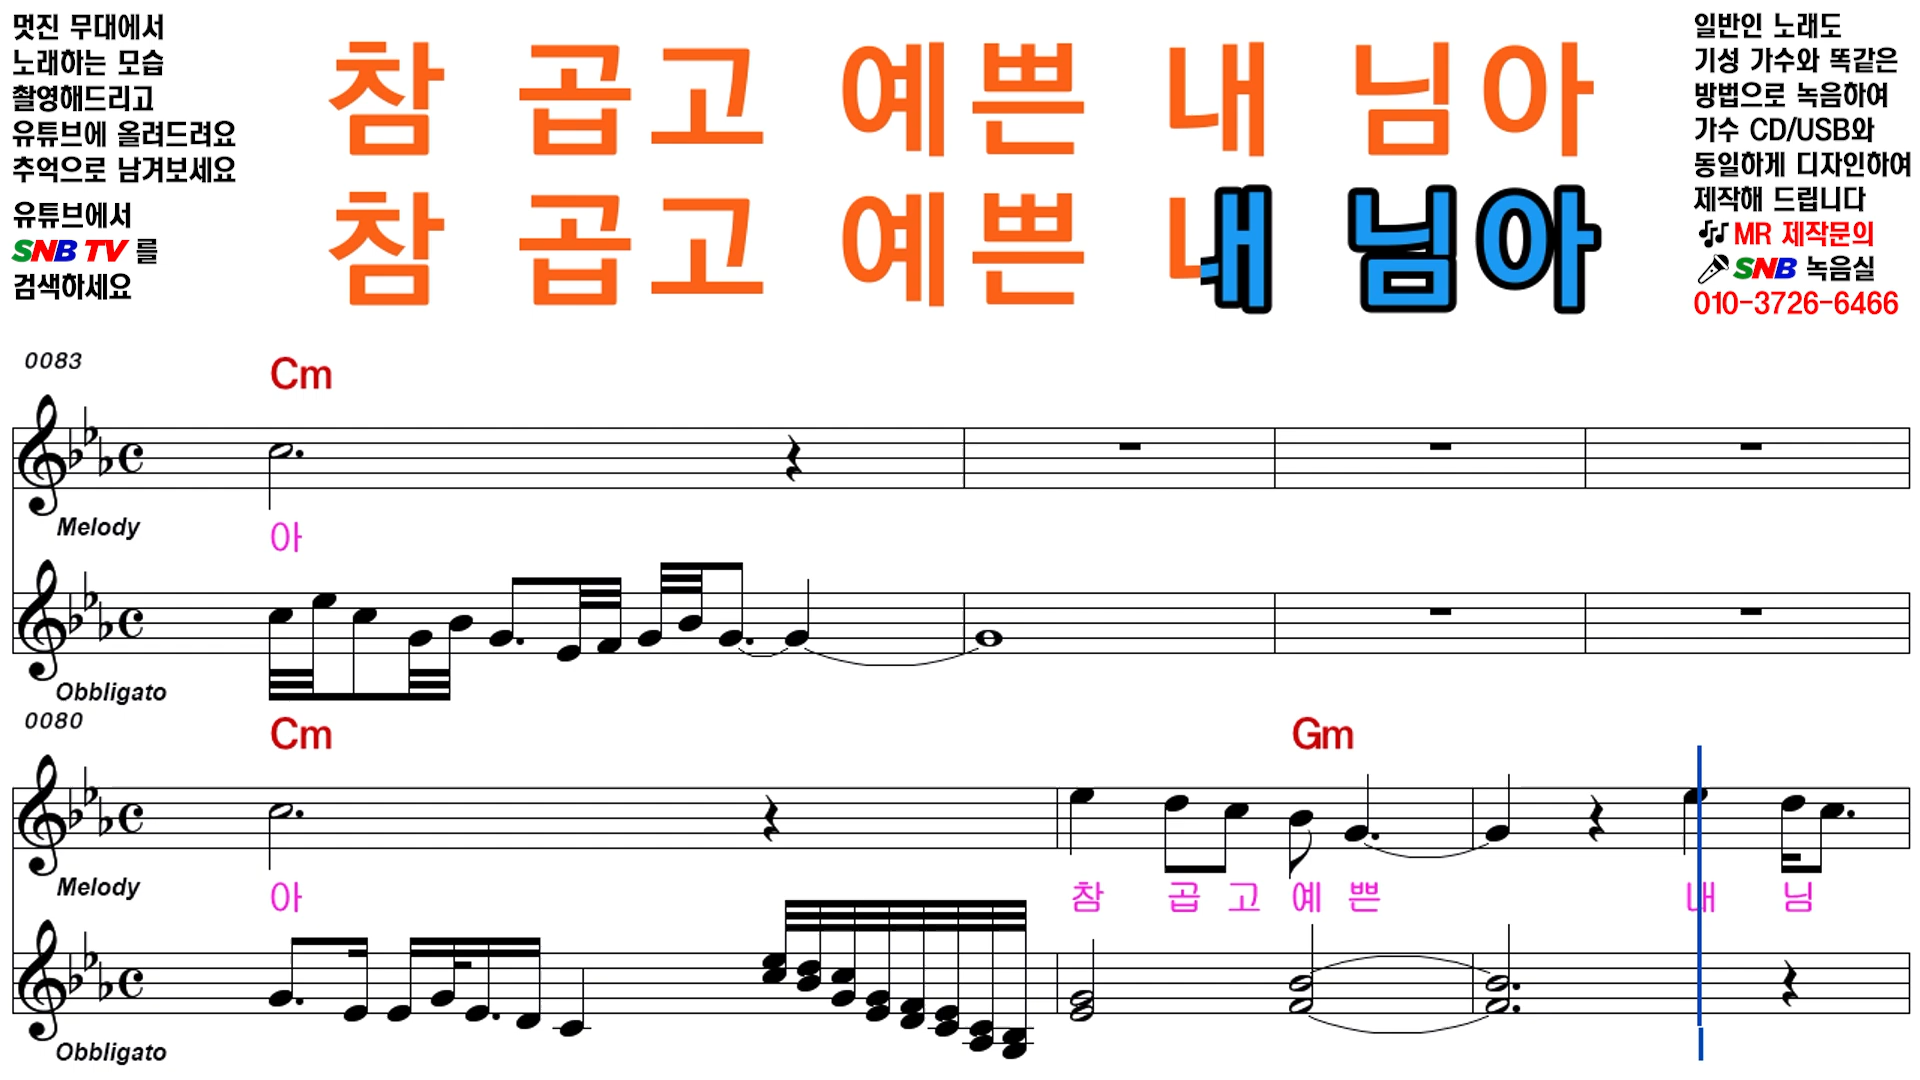 멋진 무대에서
노래하는 모습
촬영해드리고
유튜브에 올려드려요
추억으로 남겨보세요
유튜브에서
SNB TV 를
검색하세요
참 곱고 예쁜 내 님아
참 곱고 예쁜 내 님아
일반인 노래도
기성 가수와 똑같은
방법으로 녹음하여
가수 CD/USB와
동일하게 디자인하여
제작해 드립니다
MR 제작문의
SNB 녹음실
010-3726-6466
0083
Cm
Melody
아
Obbligato
0080
Cm Gm
Melody
아 참 곱 고 예 쁜 내 님
Obbligato